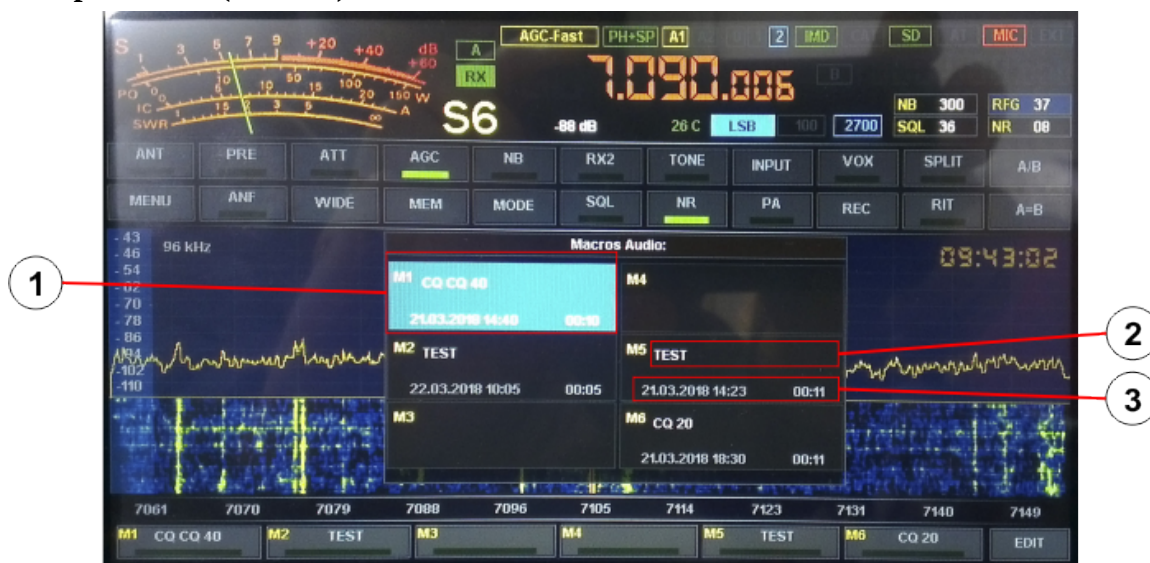 S 1 3 5 7 9 +20 +40 +60 dB
A AGC-Fast PH+SP A1 2 IMD SD MIC
RX
7.090.006
PO 0 10 50 15 100 150 W
IC 5 10 20 A
SWR 1 1.5 2 3 5 ∞
S6 -88 dB 26 C LSB 100 2700
NB 300 RFG 37
SQL 36 NR 08
ANT PRE ATT AGC NB RX2 TONE INPUT VOX SPLIT A/B
MENU ANF WIDE MEM MODE SQL NR PA REC RIT A=B
96 kHz
09:43:02
- 43
- 46
- 54
- 62
- 70
- 78
- 86
-102
-110
Macros Audio:
M1 CQ CQ 40
21.03.2018 14:40 00:10
M2 TEST
22.03.2018 10:05 00:05
M3
M4
M5 TEST
21.03.2018 14:23 00:11
M6 CQ 20
21.03.2018 18:30 00:11
1
2
3
7061 7070 7079 7088 7096 7105 7114 7123 7131 7140 7149
M1 CQ CQ 40 M2 TEST M3 M4 M5 TEST M6 CQ 20 EDIT